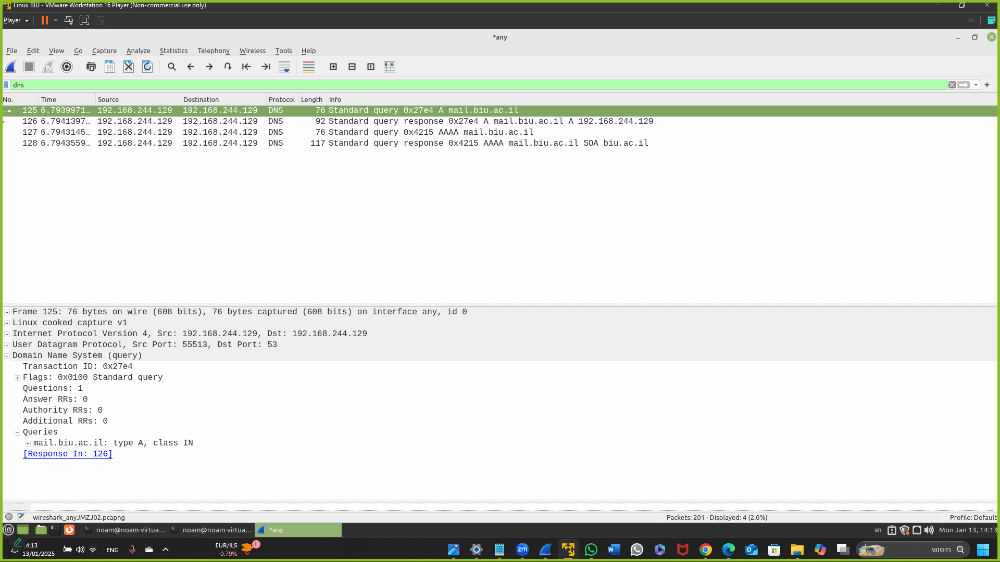 Linux BIU - VMware Workstation 16 Player (Non-commercial use only)
Player
*any
File Edit View Go Capture Analyze Statistics Telephony Wireless Tools Help
dns
No. Time Source Destination Protocol Length Info
125 6.7939971… 192.168.244.129 192.168.244.129 DNS 76 Standard query 0x27e4 A mail.biu.ac.il
126 6.7941397… 192.168.244.129 192.168.244.129 DNS 92 Standard query response 0x27e4 A mail.biu.ac.il A 192.168.244.129
127 6.7943145… 192.168.244.129 192.168.244.129 DNS 76 Standard query 0x4215 AAAA mail.biu.ac.il
128 6.7943559… 192.168.244.129 192.168.244.129 DNS 117 Standard query response 0x4215 AAAA mail.biu.ac.il SOA biu.ac.il
Frame 125: 76 bytes on wire (608 bits), 76 bytes captured (608 bits) on interface any, id 0
Linux cooked capture v1
Internet Protocol Version 4, Src: 192.168.244.129, Dst: 192.168.244.129
User Datagram Protocol, Src Port: 55513, Dst Port: 53
Domain Name System (query)
Transaction ID: 0x27e4
Flags: 0x0100 Standard query
Questions: 1
Answer RRs: 0
Authority RRs: 0
Additional RRs: 0
Queries
mail.biu.ac.il: type A, class IN
[Response In: 126]
wireshark_anyJMZJ02.pcapng Packets: 201 · Displayed: 4 (2.0%) Profile: Default
noam@noam-virtua... noam@noam-virtua... *any en Mon Jan 13, 14:13
4:13
13/01/2025
ENG
EUR/ILS
-0.79%
1
zm
חיפוש